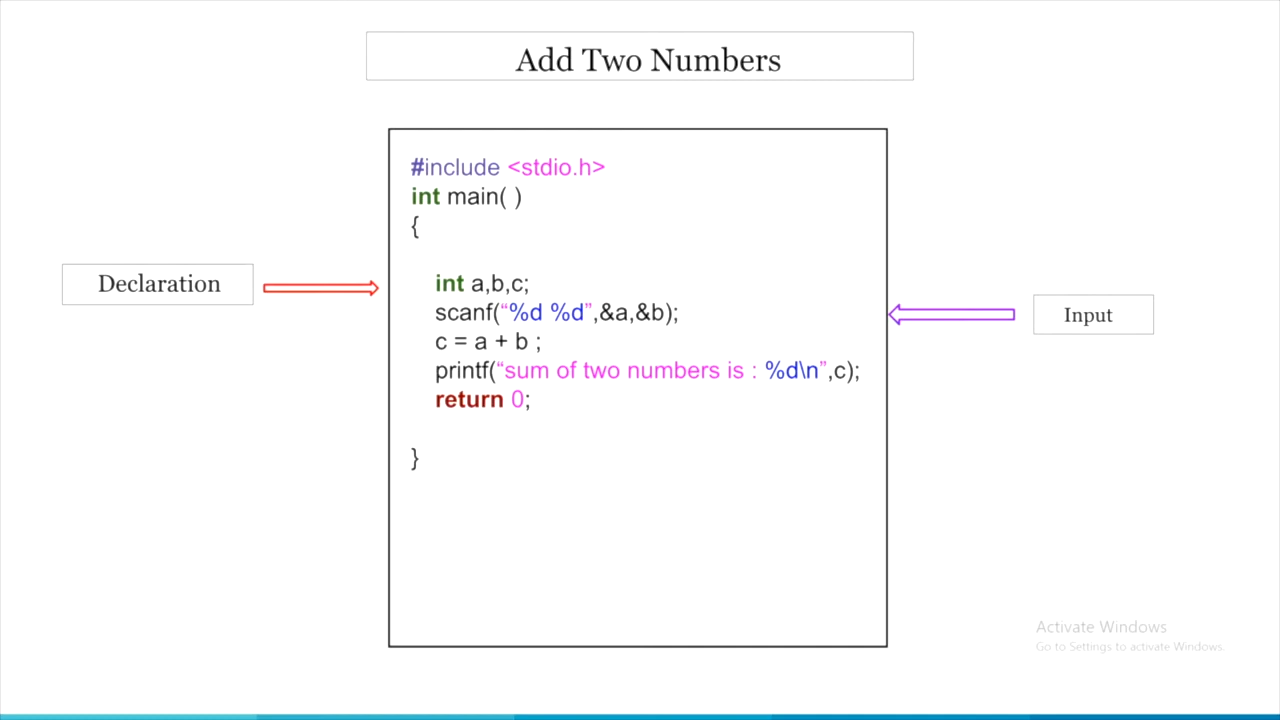 Add Two Numbers
#include <stdio.h>
int main( )
{
Declaration
int a,b,c;
scanf(“%d %d”,&a,&b);
Input
c = a + b ;
printf(“sum of two numbers is : %d\n”,c);
return 0;
}
Activate Windows
Go to Settings to activate Windows.